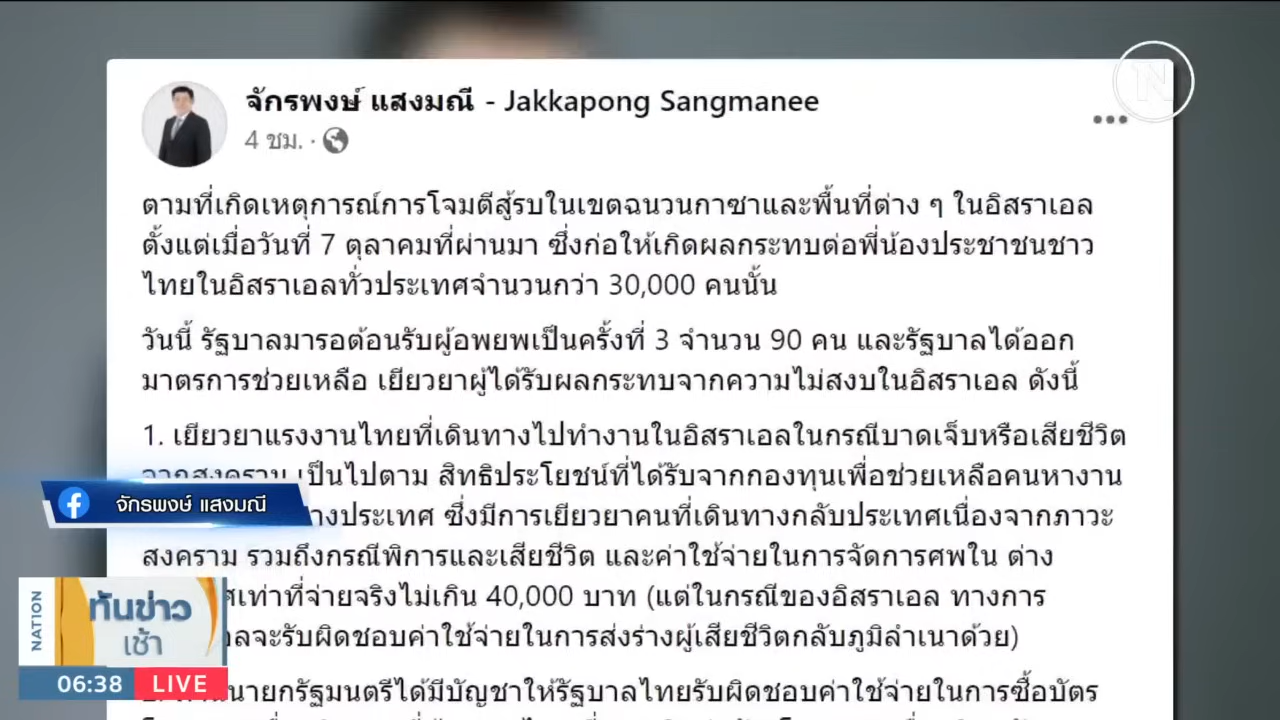 จักรพงษ์ แสงมณี - Jakkapong Sangmanee
4 ชม. ·
ตามที่เกิดเหตุการณ์การโจมตีสู้รบในเขตฉนวนกาซาและพื้นที่ต่าง ๆ ในอิสราเอล
ตั้งแต่เมื่อวันที่ 7 ตุลาคมที่ผ่านมา ซึ่งก่อให้เกิดผลกระทบต่อพี่น้องประชาชนชาว
ไทยในอิสราเอลทั่วประเทศจำนวนกว่า 30,000 คนนั้น
วันนี้ รัฐบาลมารอต้อนรับผู้อพยพเป็นครั้งที่ 3 จำนวน 90 คน และรัฐบาลได้ออก
มาตรการช่วยเหลือ เยียวยาผู้ได้รับผลกระทบจากความไม่สงบในอิสราเอล ดังนี้
1. เยียวยาแรงงานไทยที่เดินทางไปทำงานในอิสราเอลในกรณีบาดเจ็บหรือเสียชีวิต
จากสงคราม เป็นไปตาม สิทธิประโยชน์ที่ได้รับจากกองทุนเพื่อช่วยเหลือคนหางาน
างประเทศ ซึ่งมีการเยียวยาคนที่เดินทางกลับประเทศเนื่องจากภาวะ
จักรพงษ์ แสงมณี
สงคราม รวมถึงกรณีพิการและเสียชีวิต และค่าใช้จ่ายในการจัดการศพใน ต่าง
ศเท่าที่จ่ายจริงไม่เกิน 40,000 บาท (แต่ในกรณีของอิสราเอล ทางการ
ลจะรับผิดชอบค่าใช้จ่ายในการส่งร่างผู้เสียชีวิตกลับภูมิลำเนาด้วย)
นายกรัฐมนตรีได้มีบัญชาให้รัฐบาลไทยรับผิดชอบค่าใช้จ่ายในการซื้อบัตร
NATION
ทันข่าว
เช้า
06:38 LIVE
N